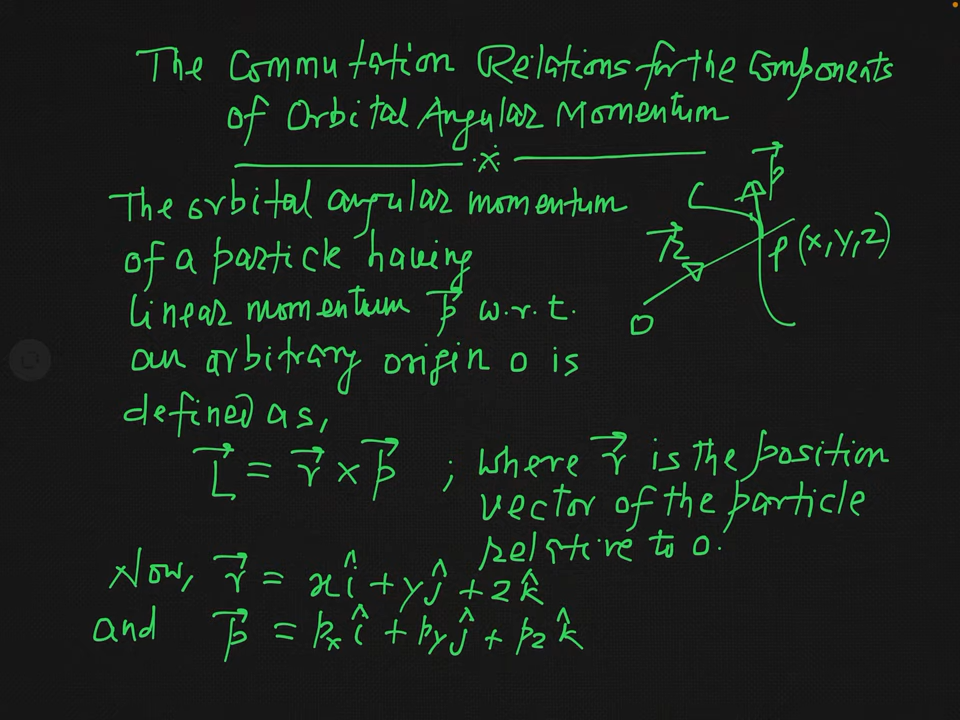 The Commutation Relations for the Components
of Orbital Angular Momentum
The orbital angular momentum
of a particle having
linear momentum p⃗ w.r.t.
an arbitrary origin O is
defined as,
L⃗ = r⃗ × p⃗ ; where r⃗ is the position
vector of the particle
relative to O.
Now, r⃗ = xî + yĵ + zk̂
and p⃗ = pₓî + p_yĵ + p_zk̂
p⃗
C
r⃗
P (x, y, z)
O